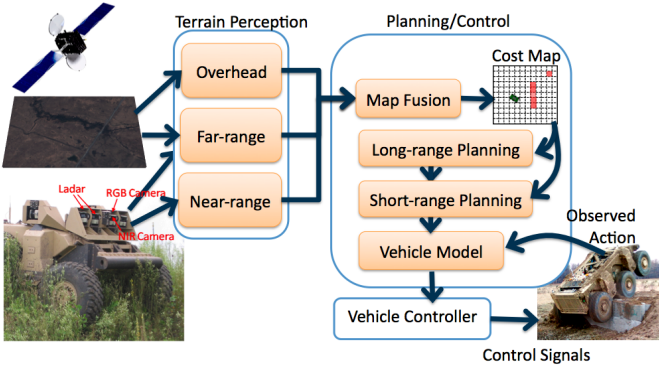 Terrain Perception
Planning/Control
Overhead
Far-range
Near-range
Ladar
RGB Camera
NIR Camera
Map Fusion
Cost Map
Long-range Planning
Short-range Planning
Vehicle Model
Observed
Action
Vehicle Controller
Control Signals